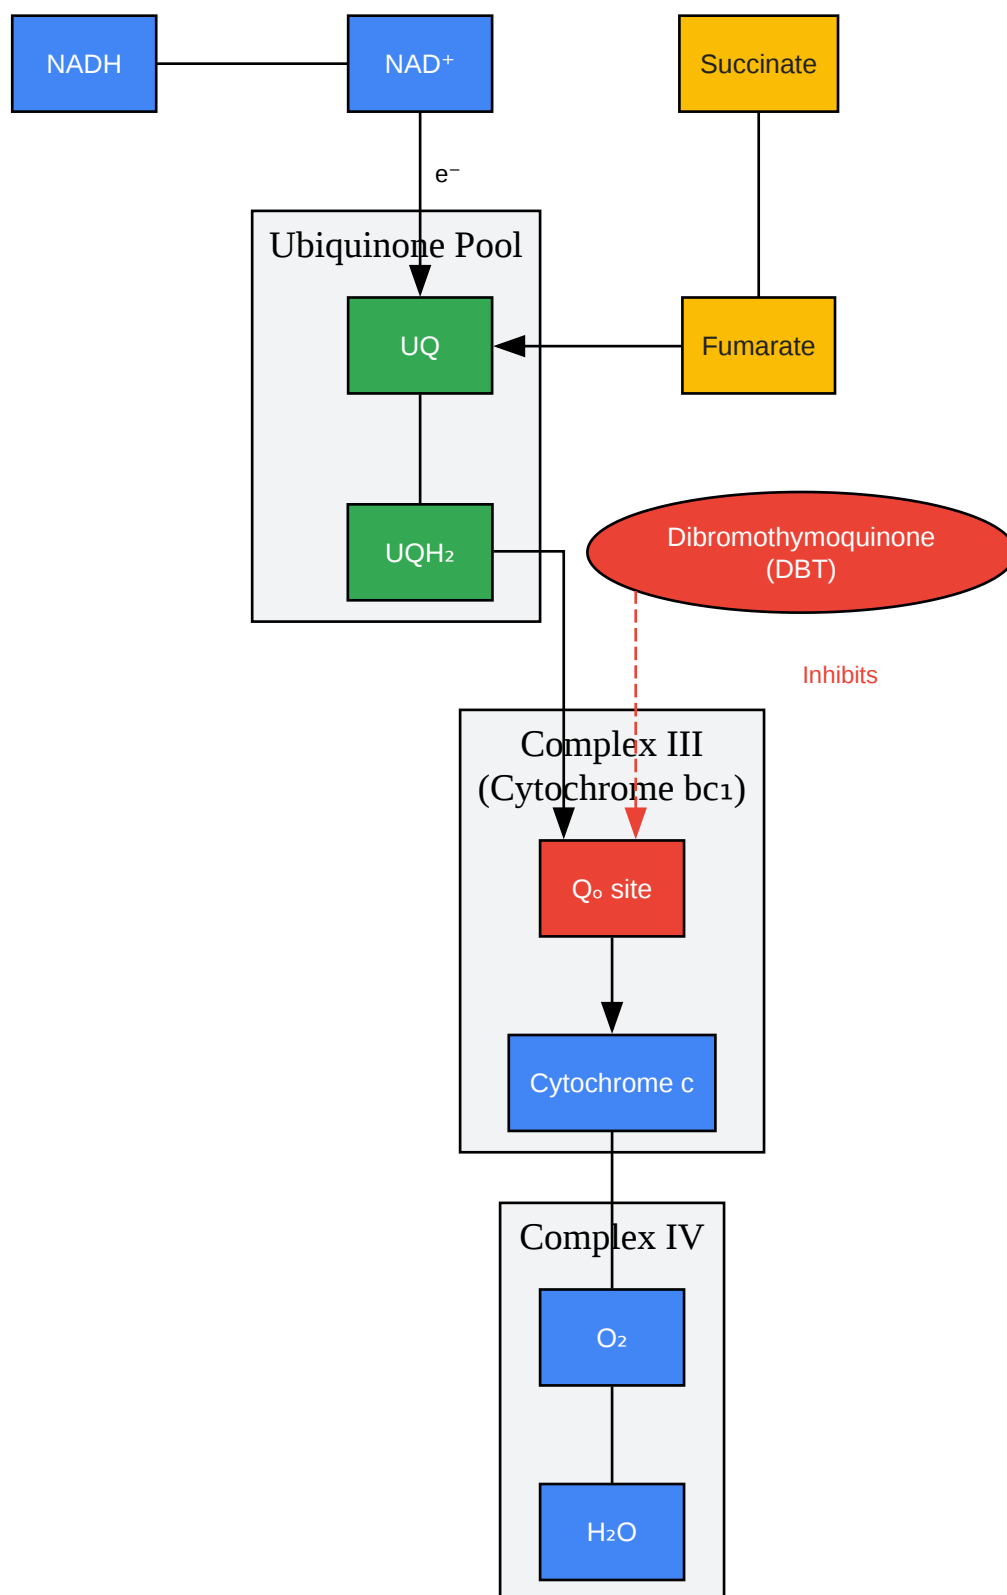 NADH
NAD⁺
Succinate
e⁻
Ubiquinone Pool
UQ
Fumarate
UQH₂
Dibromothymoquinone
(DBT)
Inhibits
Complex III
(Cytochrome bc₁)
Qₒ site
Cytochrome c
Complex IV
O₂
H₂O